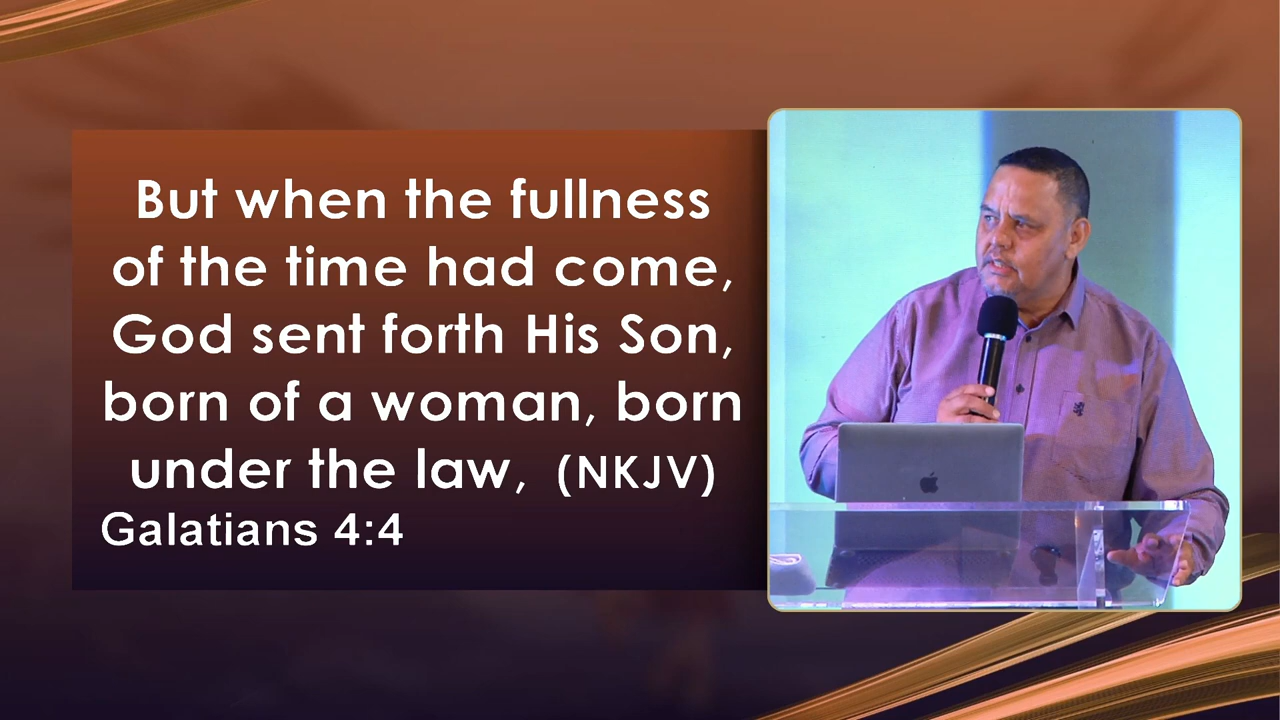 But when the fullness
of the time had come,
God sent forth His Son,
born of a woman, born
under the law, (NKJV)
Galatians 4:4